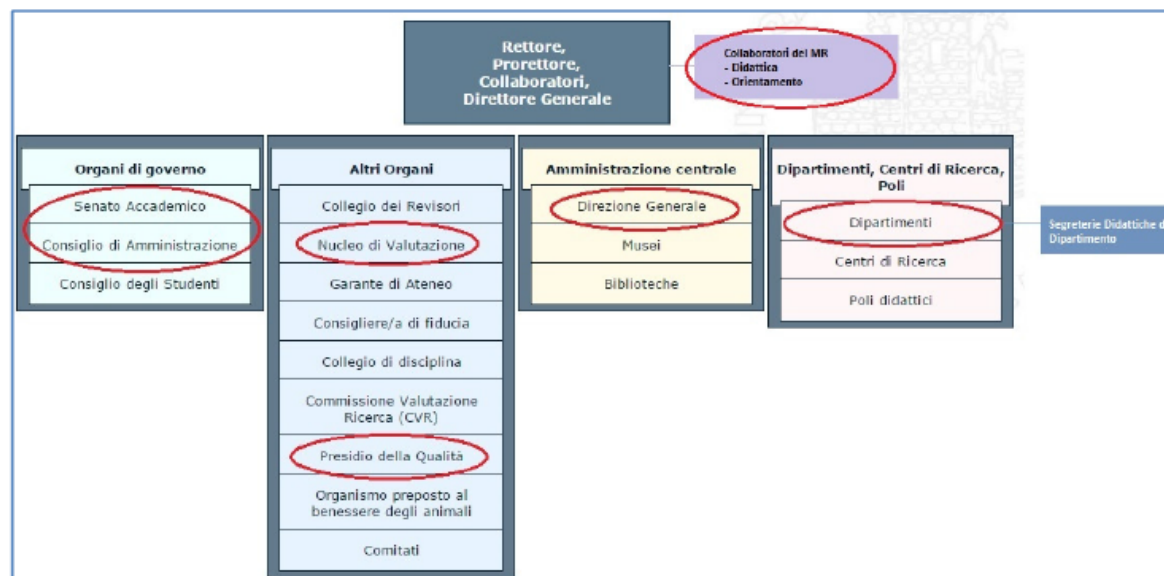 Rettore,
Prorettore,
Collaboratori,
Direttore Generale
Collaboratori del MR
- Didattica
- Orientamento
Organi di governo
Senato Accademico
Consiglio di Amministrazione
Consiglio degli Studenti
Altri Organi
Collegio dei Revisori
Nucleo di Valutazione
Garante di Ateneo
Consigliere/a di fiducia
Collegio di disciplina
Commissione Valutazione
Ricerca (CVR)
Presidio della Qualità
Organismo preposto al
benessere degli animali
Comitati
Amministrazione centrale
Direzione Generale
Musei
Biblioteche
Dipartimenti, Centri di Ricerca,
Poli
Dipartimenti
Centri di Ricerca
Poli didattici
Segreterie Didattiche d
Dipartimento